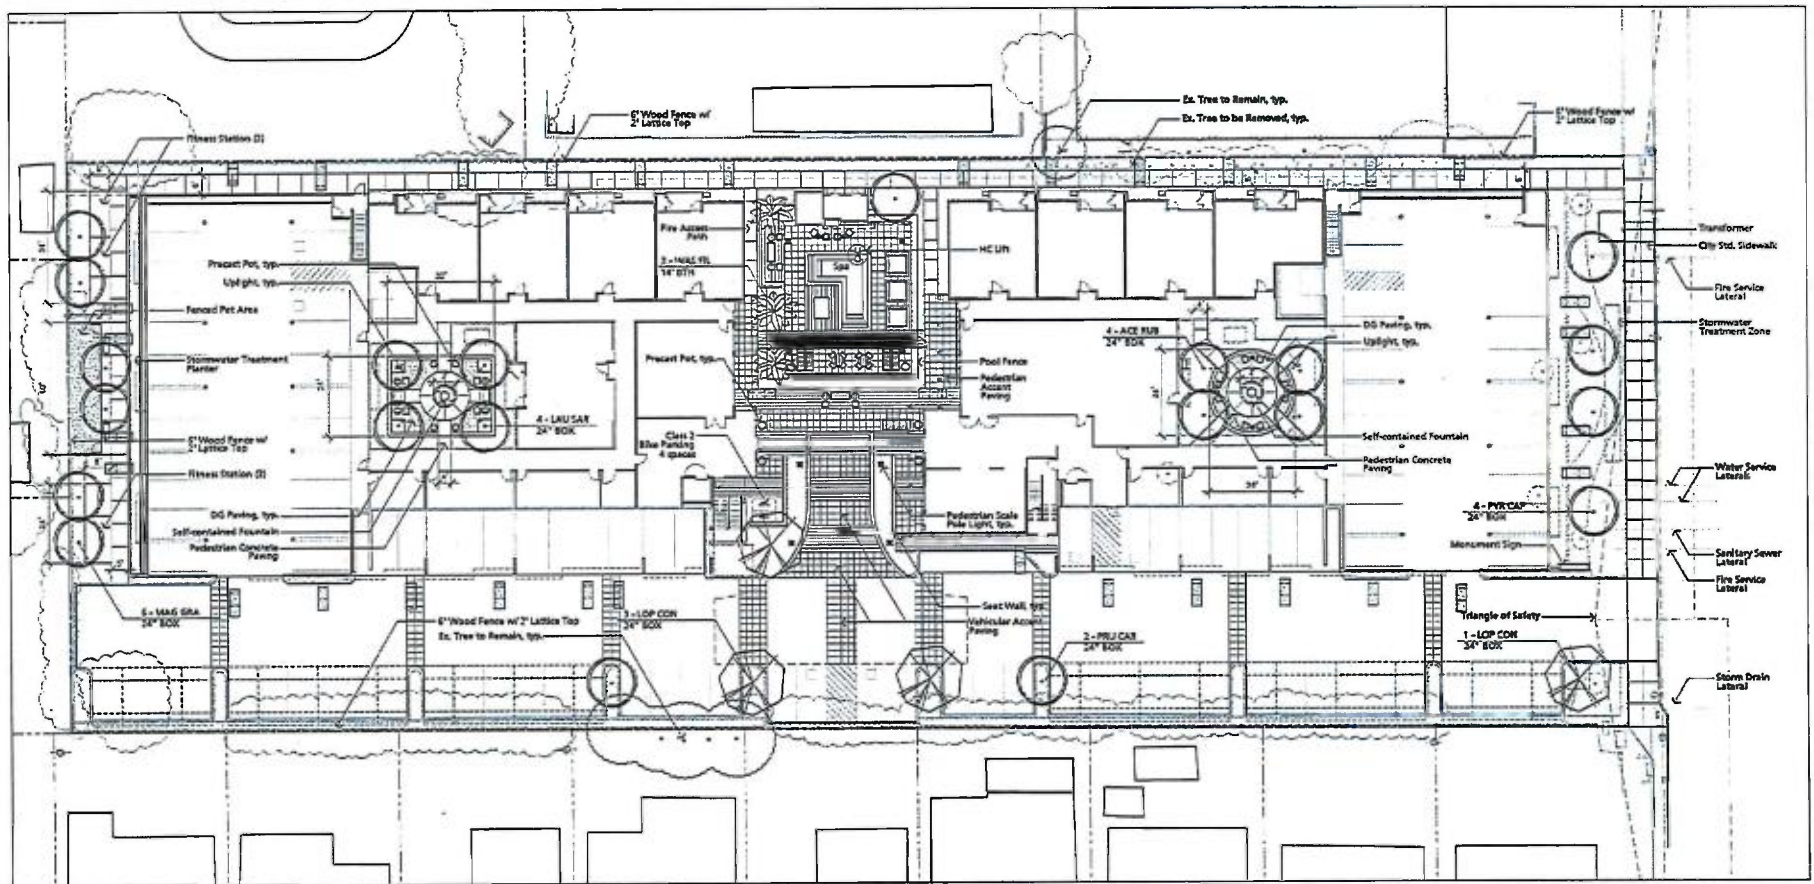 6' Wood Fence w/
2' Lattice Top
Ex. Tree to Remain, typ.
Ex. Tree to be Removed, typ.
6' Wood Fence w/
2' Lattice Top
Fitness Station (3)
Fire Access
Path
14' BTH
Spa
HC Lift
Transformer
City Std. Sidewalk
Fire Service
Lateral
Stormwater
Treatment Zone
Precast Pot, typ.
Uplight, typ.
Fenced Pet Area
Stormwater Treatment
Planter
Precast Pot, typ.
Pool Fence
Pedestrian
Accent
Paving
4 - ACE RUB
24" BOX
DG Paving, typ.
Uplight, typ.
4 - LAU SAR
24" BOX
Class 2
Bike Parking
4 spaces
6' Wood Fence w/
2' Lattice Top
Self-contained Fountain
Pedestrian Concrete
Paving
Water Service
Laterals
DG Paving, typ.
Self-contained Fountain
Pedestrian Concrete
Paving
Pedestrian Scale
Pole Light, typ.
4 - PYR CAP
24" BOX
Monument Sign
Sanitary Sewer
Lateral
Fire Service
Lateral
6 - MAG GRA
24" BOX
6' Wood Fence w/ 2' Lattice Top
Ex. Tree to Remain, typ.
3 - LOP CON
24" BOX
Seat Wall, typ.
Vehicular Accent
Paving
2 - PRU CAR
24" BOX
Triangle of Safety
1 - LOP CON
24" BOX
Storm Drain
Lateral